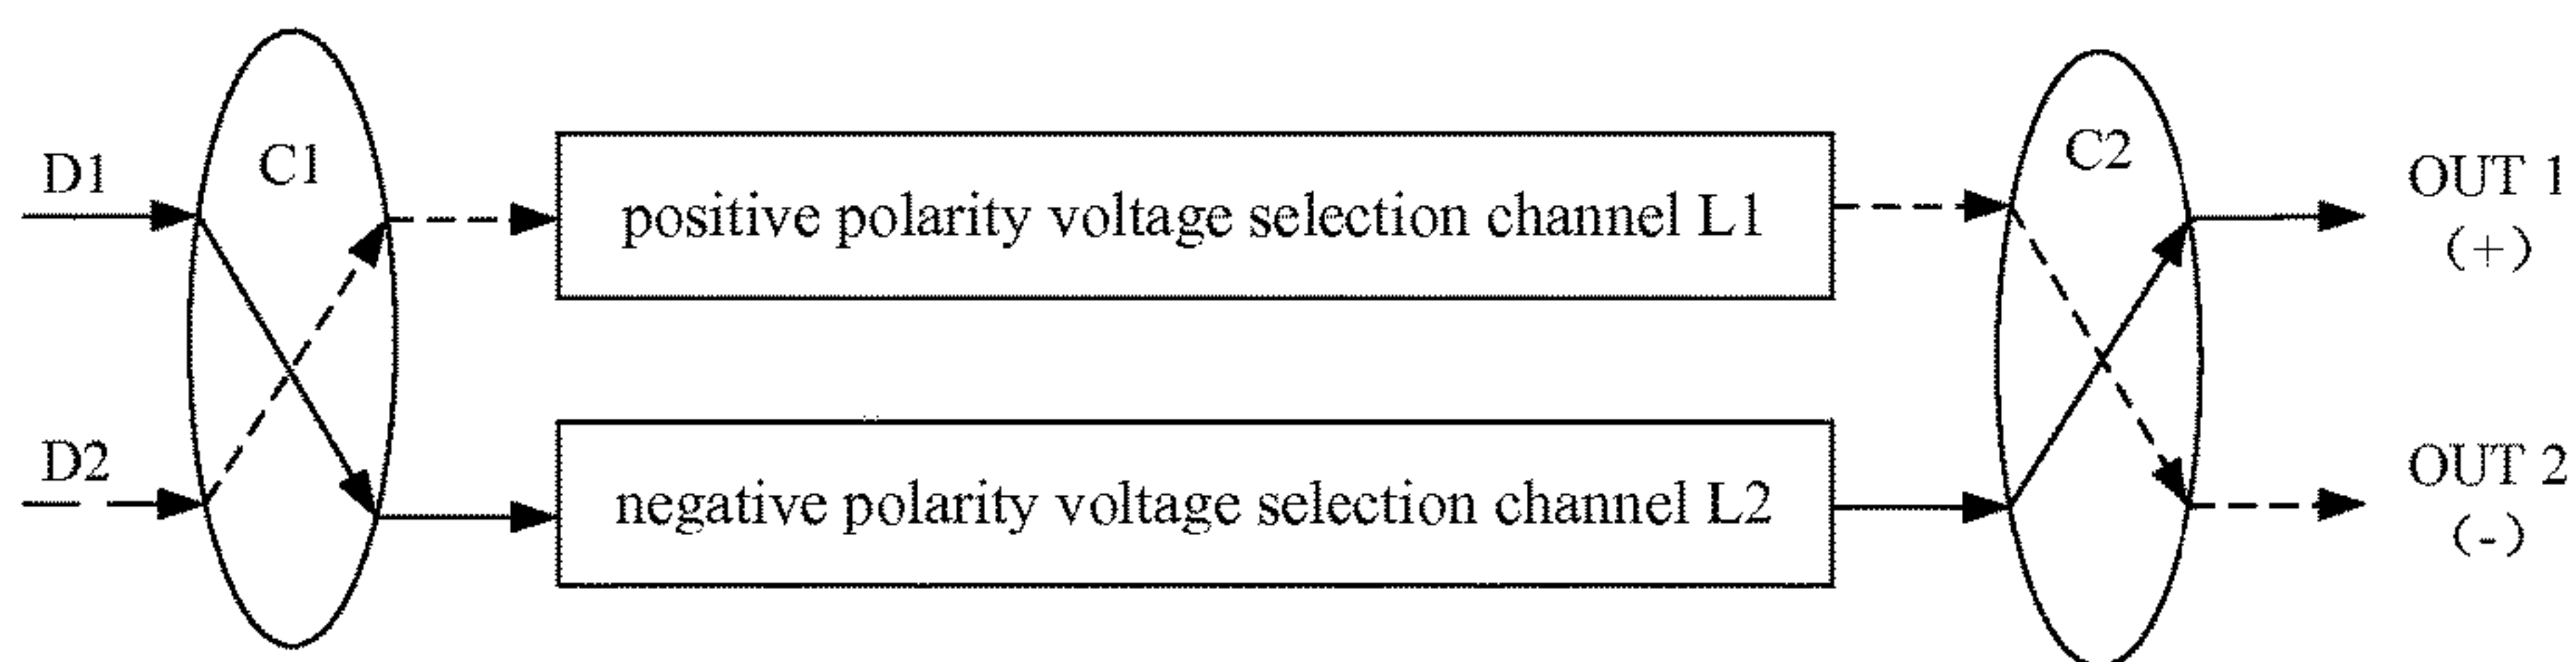 D1
C1
positive polarity voltage selection channel L1
C2
OUT 1
(+)
D2
negative polarity voltage selection channel L2
OUT 2
(-)